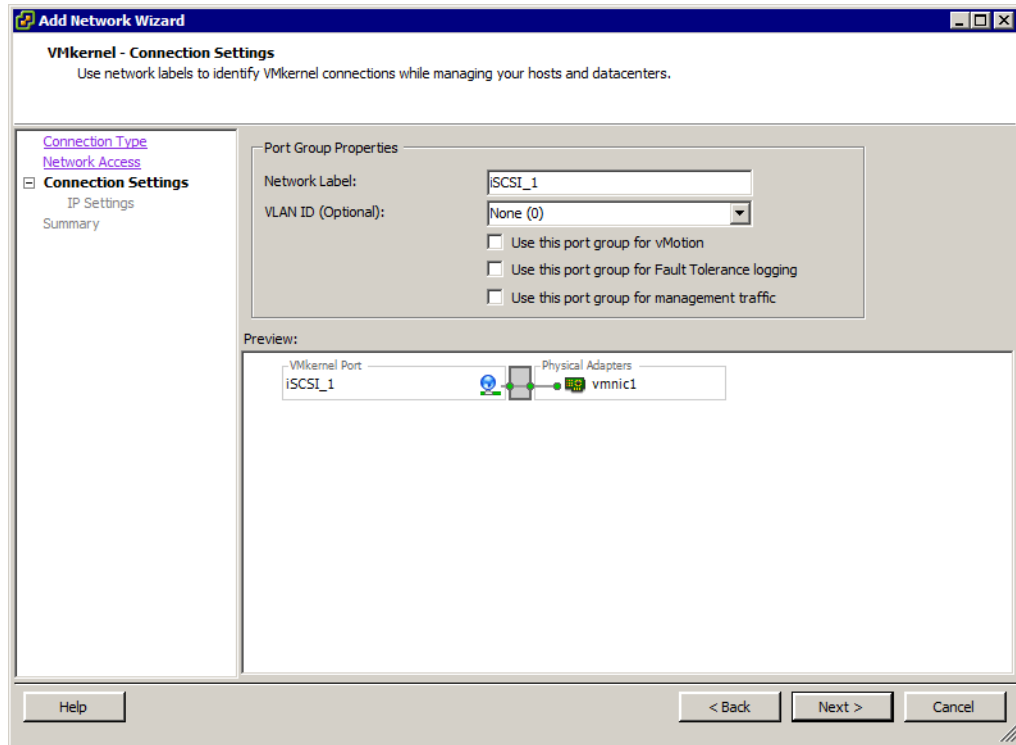 Add Network Wizard
VMkernel - Connection Settings
Use network labels to identify VMkernel connections while managing your hosts and datacenters.
Connection Type
Network Access
Connection Settings
IP Settings
Summary
Port Group Properties
Network Label:
iSCSI_1
VLAN ID (Optional):
None (0)
Use this port group for vMotion
Use this port group for Fault Tolerance logging
Use this port group for management traffic
Preview:
VMkernel Port
iSCSI_1
Physical Adapters
vmnic1
Help
< Back
Next >
Cancel